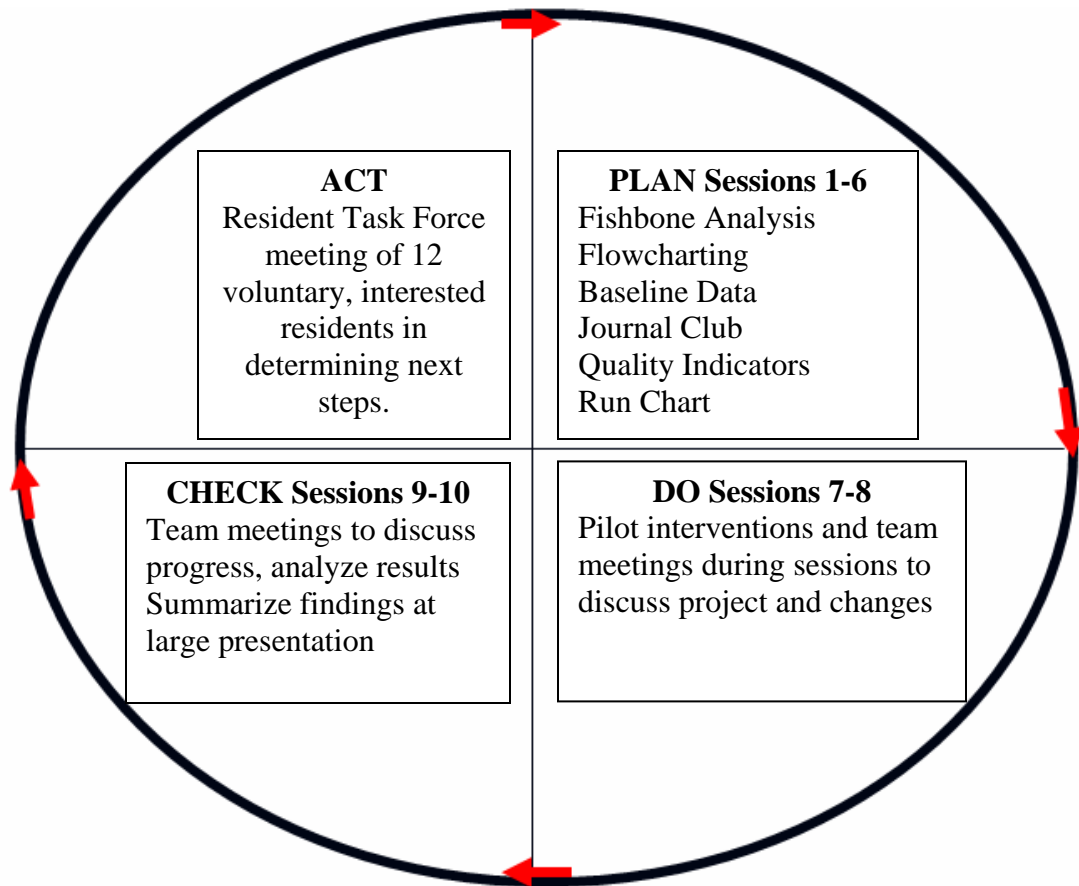 ACT
Resident Task Force
meeting of 12
voluntary, interested
residents in
determining next
steps.
PLAN Sessions 1-6
Fishbone Analysis
Flowcharting
Baseline Data
Journal Club
Quality Indicators
Run Chart
CHECK Sessions 9-10
Team meetings to discuss
progress, analyze results
Summarize findings at
large presentation
DO Sessions 7-8
Pilot interventions and team
meetings during sessions to
discuss project and changes